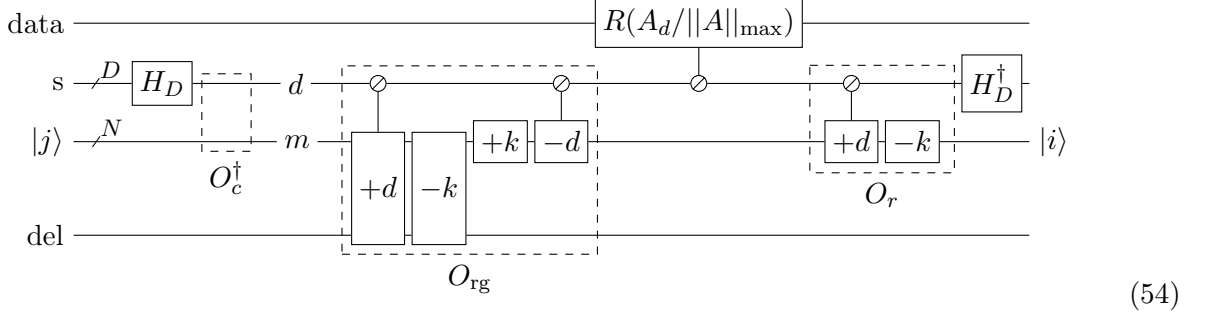 data R(A_d/||A||_max)
s D H_D d H_D^†
|j⟩ N m +k −d +d −k |i⟩
O_c^† +d −k O_r
del
O_rg
(54)